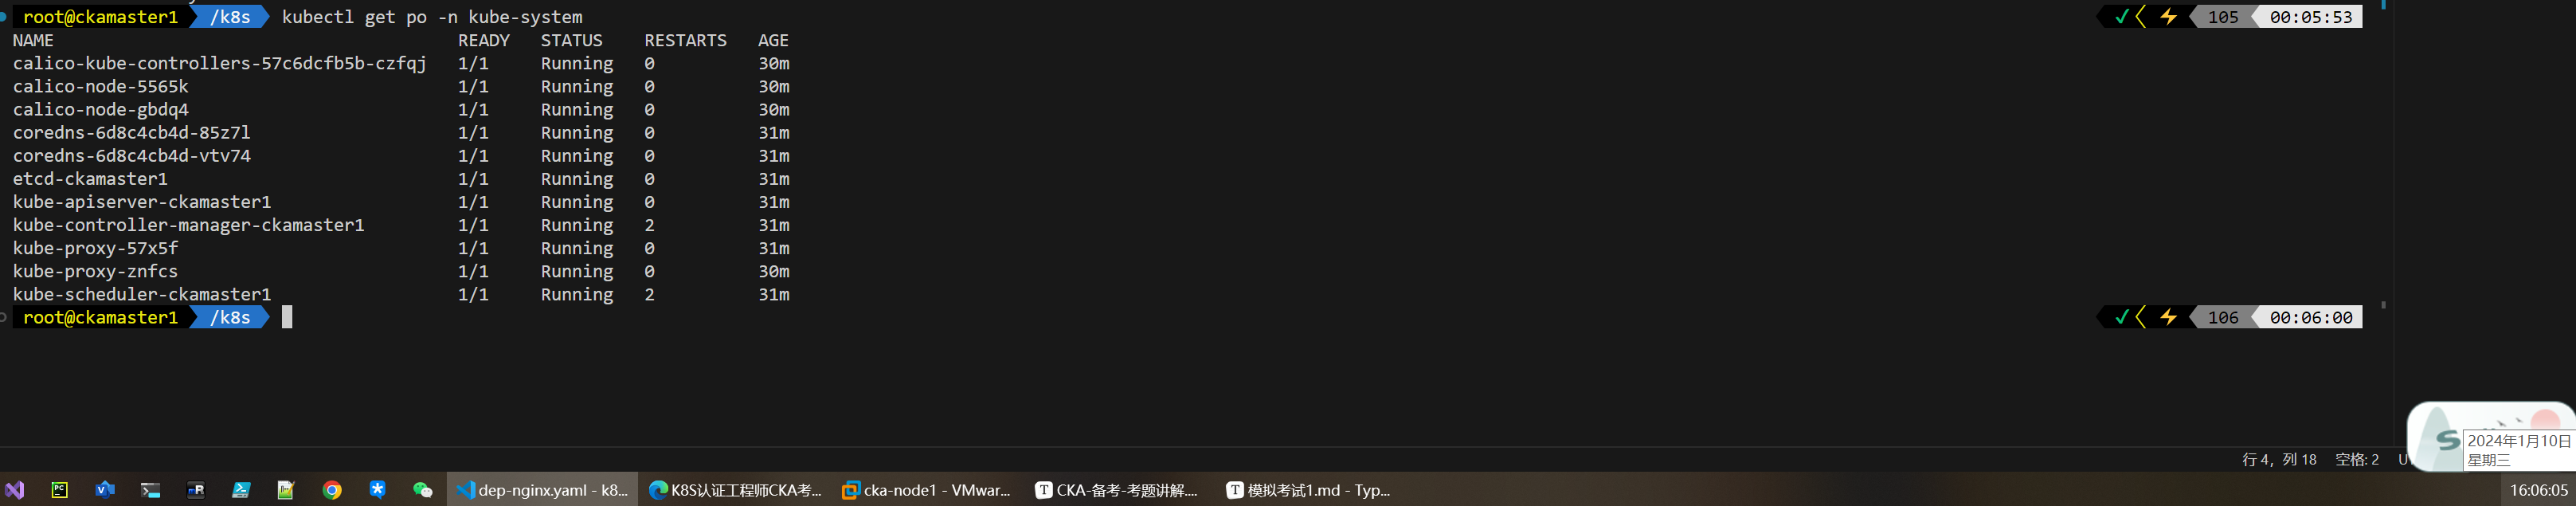 root@ckamaster1 /k8s kubectl get po -n kube-system ✓ ⚡ 105 00:05:53
NAME READY STATUS RESTARTS AGE
calico-kube-controllers-57c6dcfb5b-czfqj 1/1 Running 0 30m
calico-node-5565k 1/1 Running 0 30m
calico-node-gbdq4 1/1 Running 0 30m
coredns-6d8c4cb4d-85z7l 1/1 Running 0 31m
coredns-6d8c4cb4d-vtv74 1/1 Running 0 31m
etcd-ckamaster1 1/1 Running 0 31m
kube-apiserver-ckamaster1 1/1 Running 0 31m
kube-controller-manager-ckamaster1 1/1 Running 2 31m
kube-proxy-57x5f 1/1 Running 0 31m
kube-proxy-znfcs 1/1 Running 0 30m
kube-scheduler-ckamaster1 1/1 Running 2 31m
root@ckamaster1 /k8s ✓ ⚡ 106 00:06:00
2024年1月10日
星期三
行 4，列 18 空格: 2
dep-nginx.yaml - k8... K8S认证工程师CKA考... cka-node1 - VMwar... CKA-备考-考题讲解.... 模拟考试1.md - Typ... 16:06:05